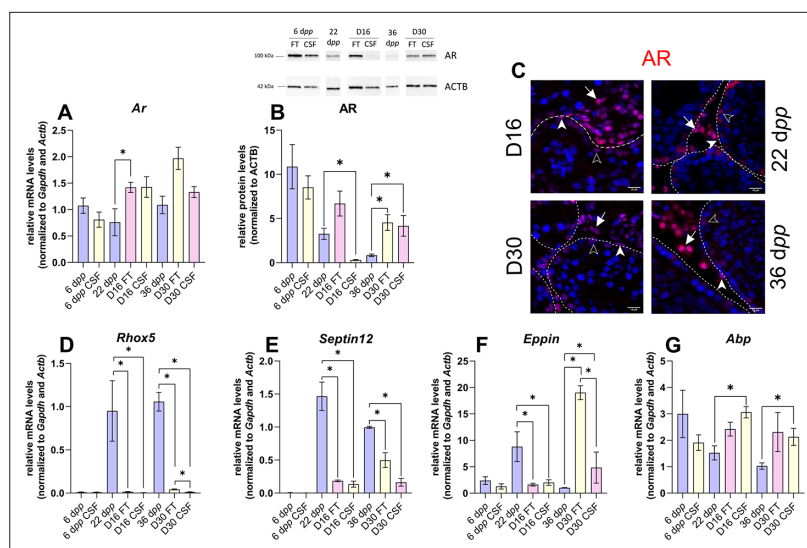 6 dpp
22 dpp
D16
36 dpp
D30
FT CSF
FT CSF
FT CSF
100 kDa
AR
42 kDa
ACTB
A
Ar
relative mRNA levels
(normalized to Gapdh and Actb)
2.5
2.0
1.5
1.0
0.5
0.0
*
6 dpp
6 dpp CSF
22 dpp
D16 FT
D16 CSF
36 dpp
D30 FT
D30 CSF
B
AR
relative protein levels
(normalized to ACTB)
15
10
5
0
*
*
*
6 dpp
6 dpp CSF
22 dpp
D16 FT
D16 CSF
36 dpp
D30 FT
D30 CSF
C
AR
D16
22 dpp
D30
36 dpp
D
Rhox5
relative mRNA levels
(normalized to Gapdh and Actb)
1.5
1.0
0.5
0.0
*
*
*
*
*
6 dpp
6 dpp CSF
22 dpp
D16 FT
D16 CSF
36 dpp
D30 FT
D30 CSF
E
Septin12
relative mRNA levels
(normalized to Gapdh and Actb)
2.0
1.5
1.0
0.5
0.0
*
*
*
*
6 dpp
6 dpp CSF
22 dpp
D16 FT
D16 CSF
36 dpp
D30 FT
D30 CSF
F
Eppin
relative mRNA levels
(normalized to Gapdh and Actb)
25
20
15
10
5
0
*
*
*
*
*
6 dpp
6 dpp CSF
22 dpp
D16 FT
D16 CSF
36 dpp
D30 FT
D30 CSF
G
Abp
relative mRNA levels
(normalized to Gapdh and Actb)
5
4
3
2
1
0
*
*
6 dpp
6 dpp CSF
22 dpp
D16 FT
D16 CSF
36 dpp
D30 FT
D30 CSF